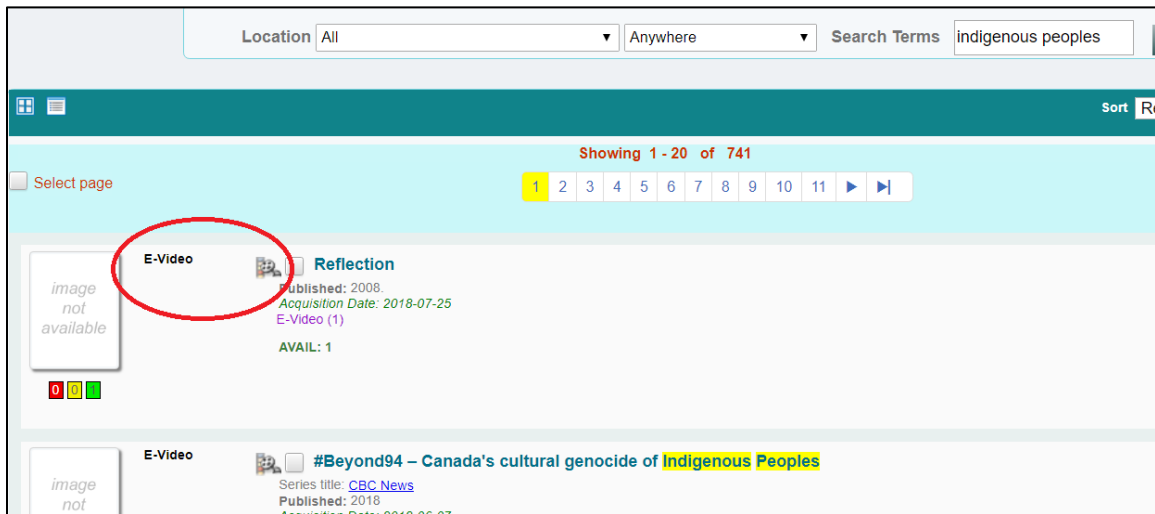 Location All Anywhere Search Terms indigenous peoples
Sort
Showing 1 - 20 of 741
Select page
1 2 3 4 5 6 7 8 9 10 11
image
not
available
E-Video
Reflection
Published: 2008.
Acquisition Date: 2018-07-25
E-Video (1)
AVAIL: 1
0 0 1
image
not
E-Video
#Beyond94 – Canada's cultural genocide of Indigenous Peoples
Series title: CBC News
Published: 2018